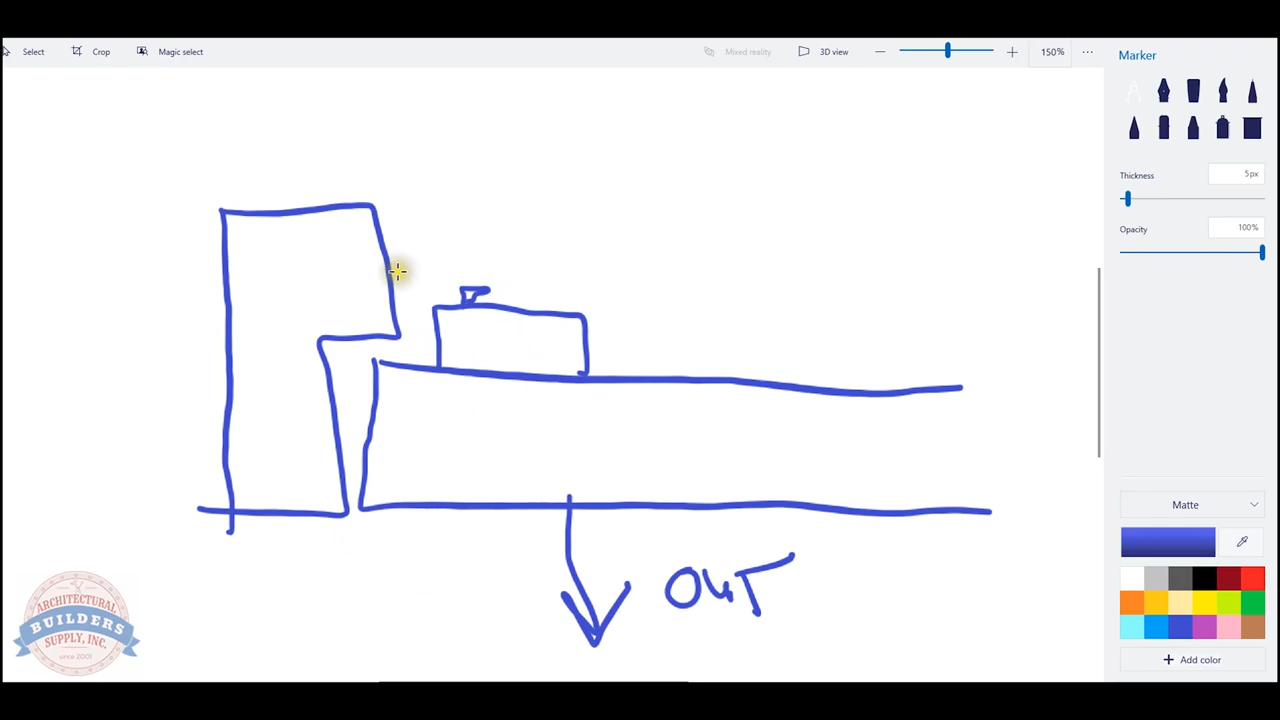 Select Crop Magic select Mixed reality 3D view 150% ...
Marker
Thickness 5px
Opacity 100%
Matte
Add color
OUT
ARCHITECTURAL
BUILDERS
SUPPLY, INC.
since 2001